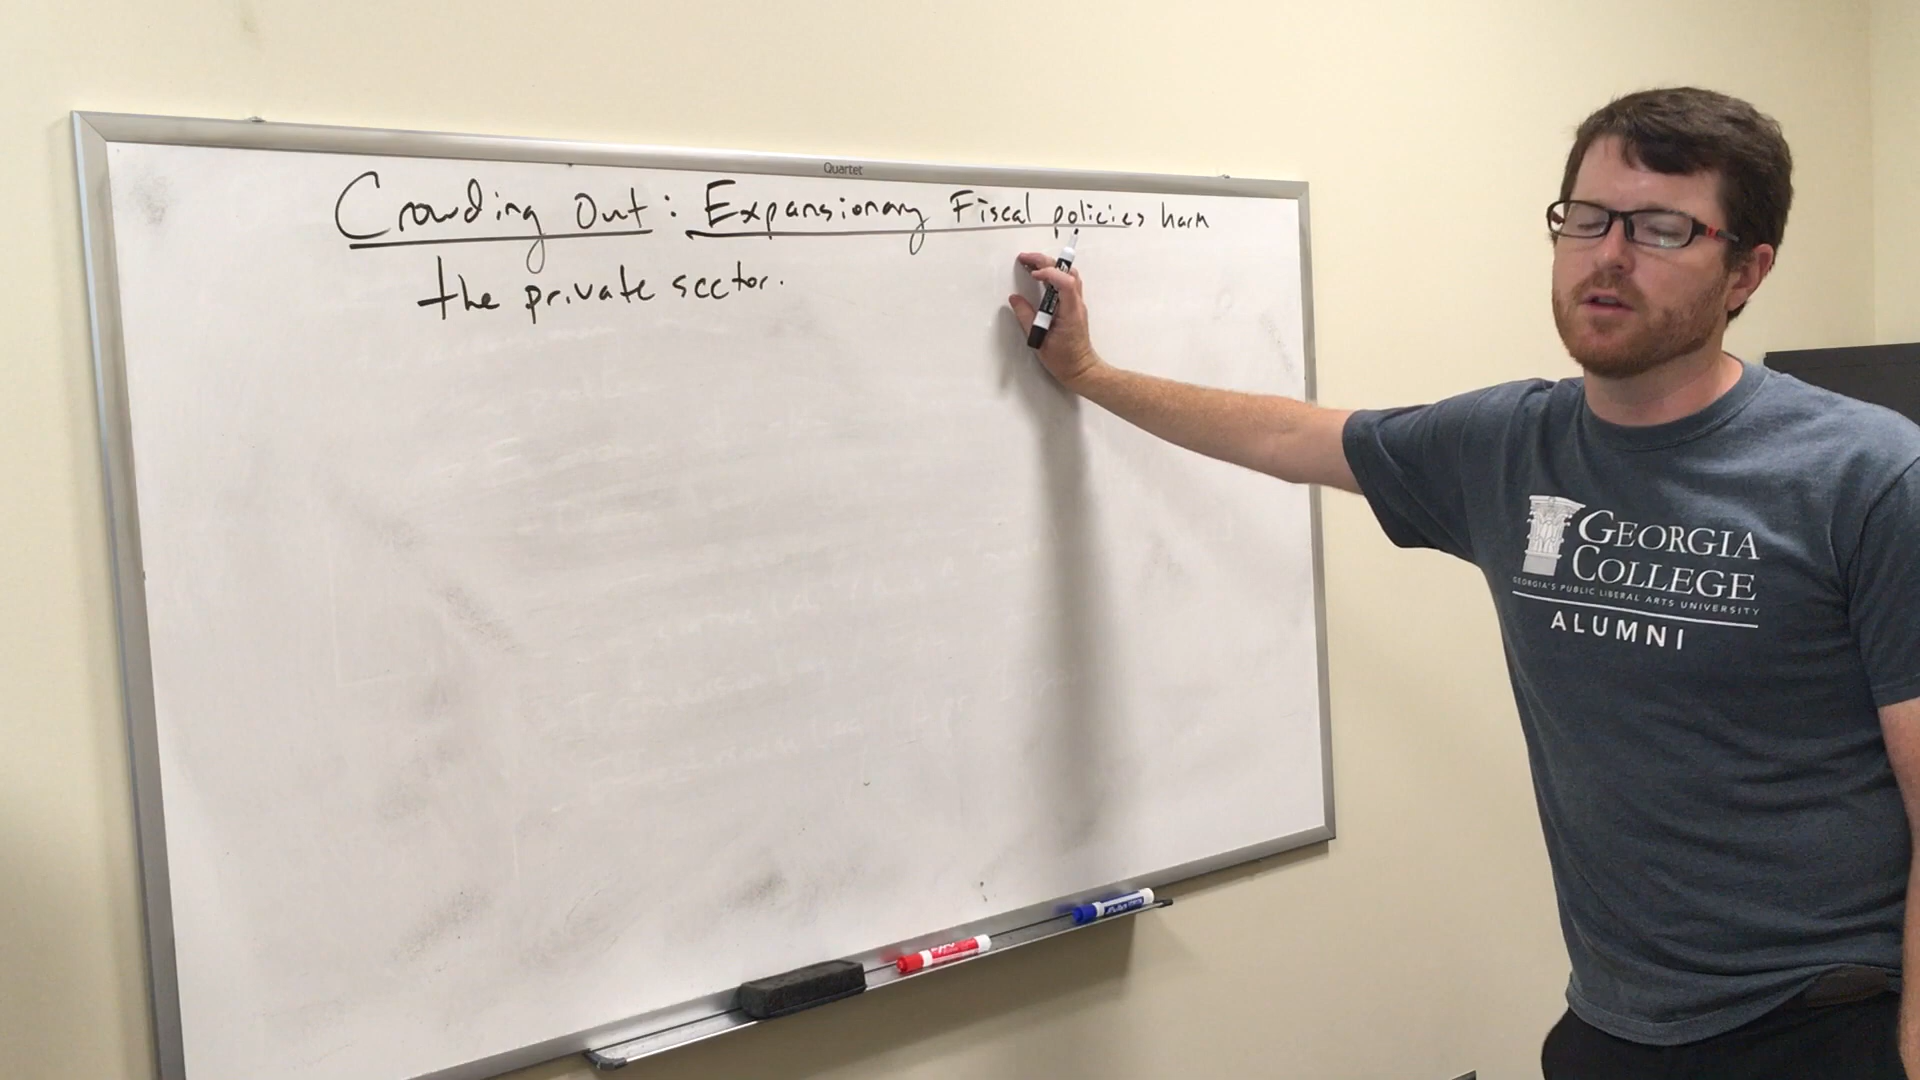 Quartet
Crowding Out: Expansionary Fiscal policies harm
the private sector.
GEORGIA
COLLEGE
GEORGIA'S PUBLIC LIBERAL ARTS UNIVERSITY
ALUMNI